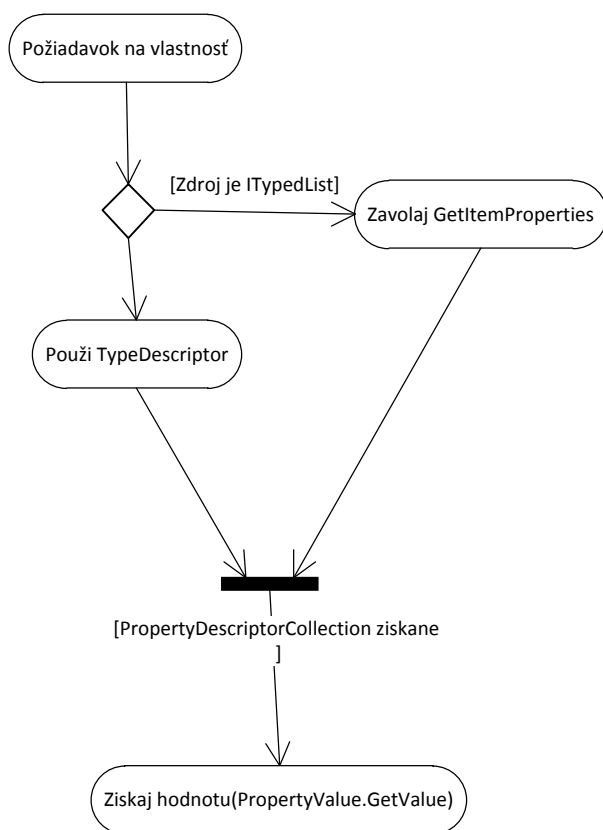 Požiadavok na vlastnosť
[Zdroj je ITypedList]
Zavolaj GetItemProperties
Použi TypeDescriptor
[PropertyDescriptorCollection ziskane
]
Ziskaj hodnotu(PropertyValue.GetValue)